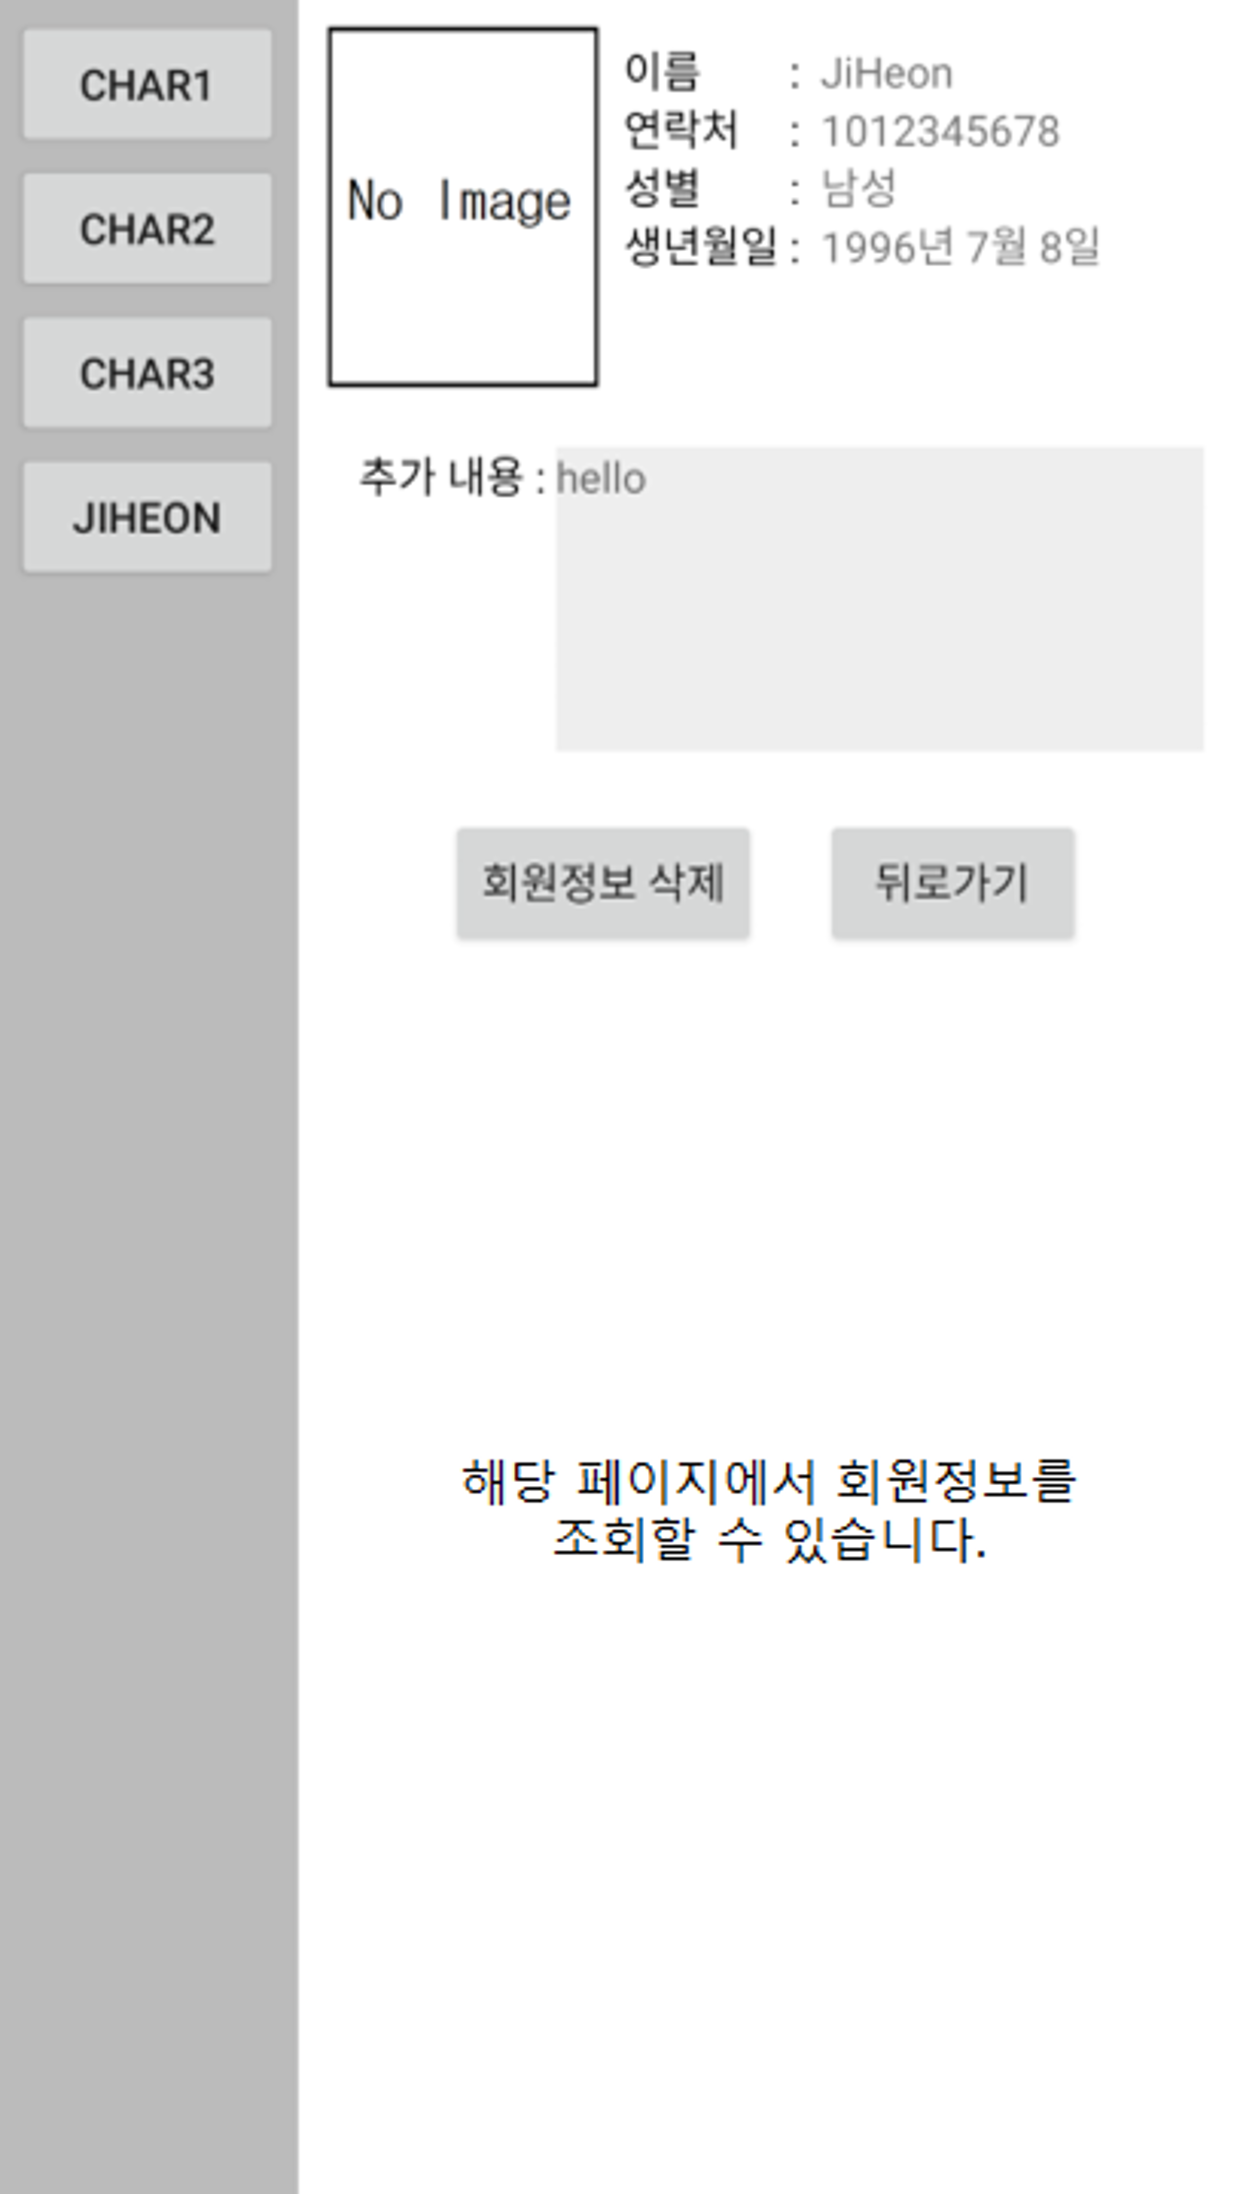 CHAR1
CHAR2
CHAR3
JIHEON
No Image
이름 : JiHeon
연락처 : 1012345678
성별 : 남성
생년월일 : 1996년 7월 8일
추가 내용 : hello
회원정보 삭제
뒤로가기
해당 페이지에서 회원정보를
조회할 수 있습니다.